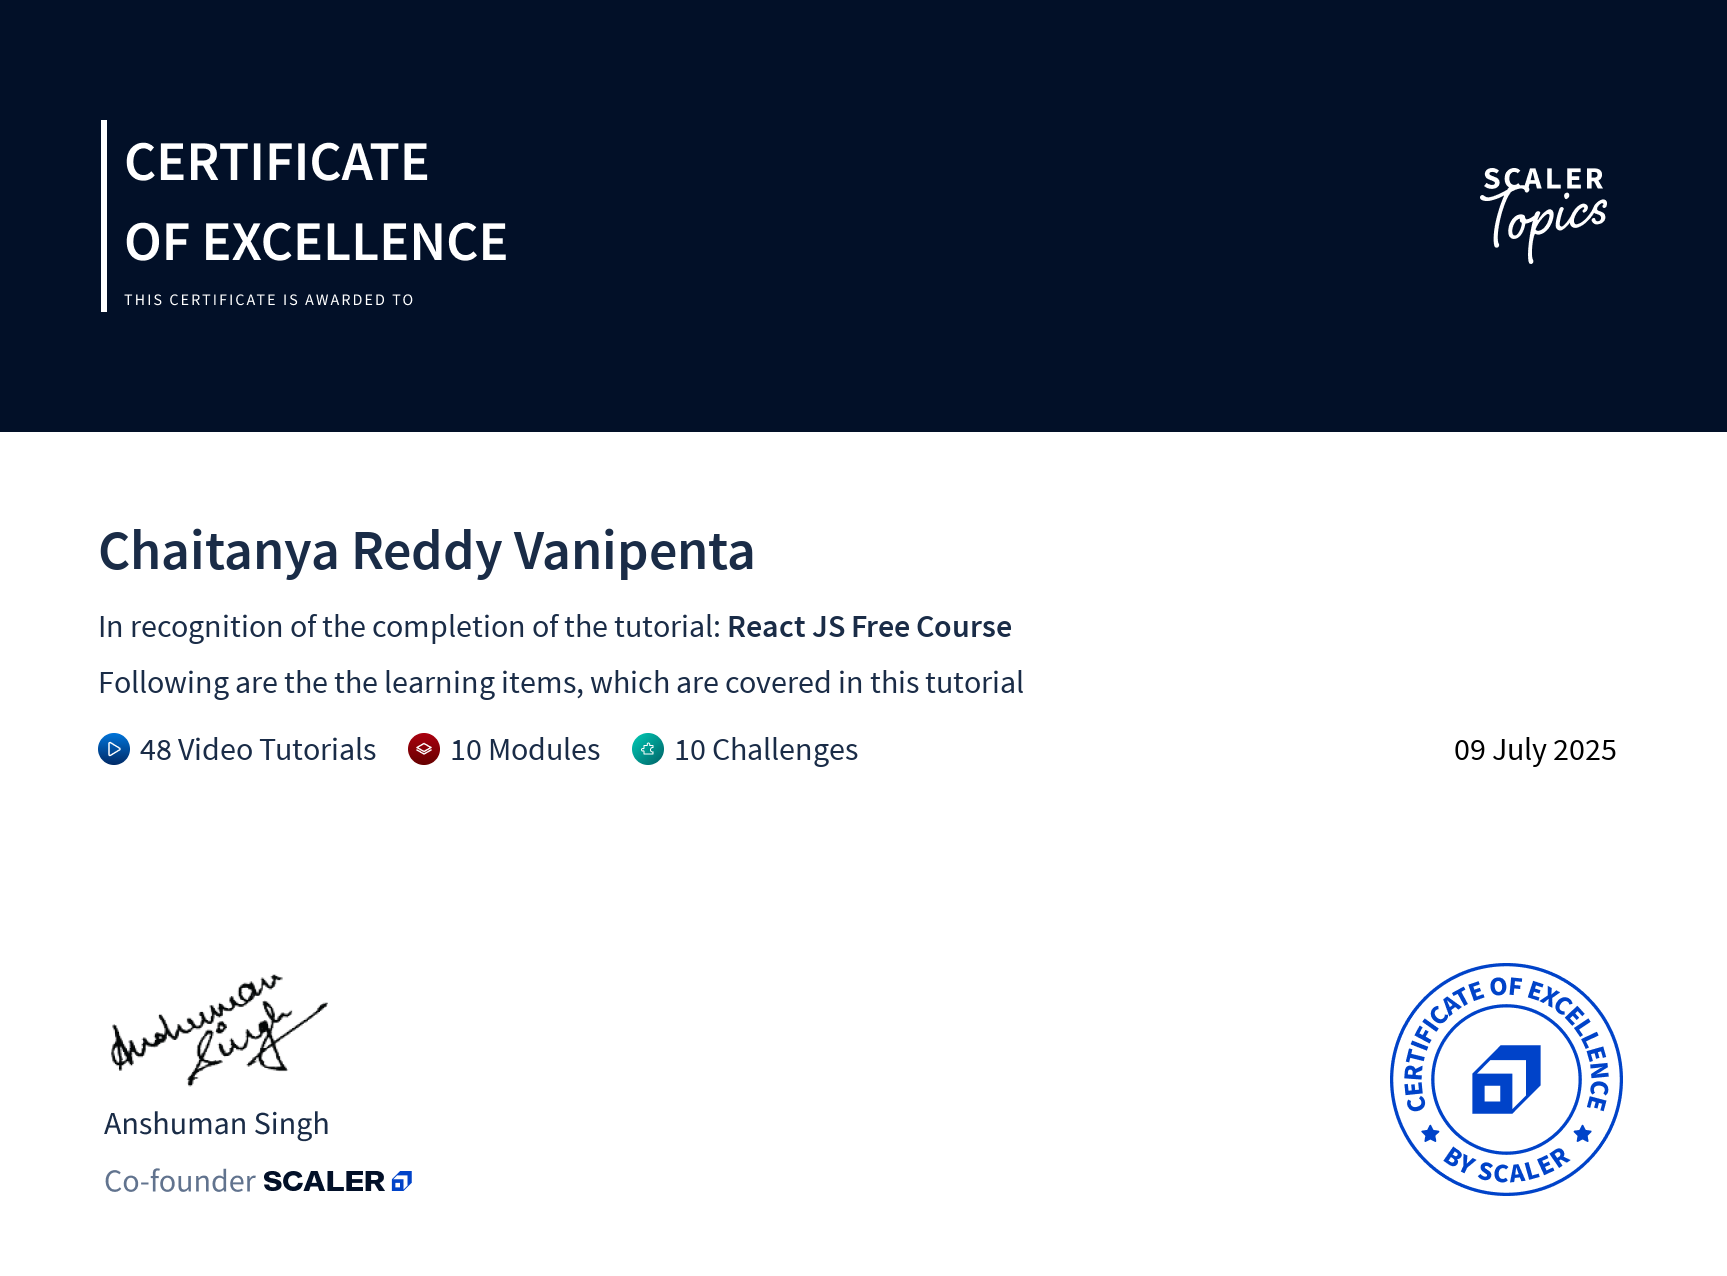 CERTIFICATE
OF EXCELLENCE
THIS CERTIFICATE IS AWARDED TO
SCALER
Topics
Chaitanya Reddy Vanipenta
In recognition of the completion of the tutorial: React JS Free Course
Following are the the learning items, which are covered in this tutorial
48 Video Tutorials 10 Modules 10 Challenges
09 July 2025
Anshuman
Singh
Anshuman Singh
Co-founder SCALER
CERTIFICATE OF EXCELLENCE
BY SCALER